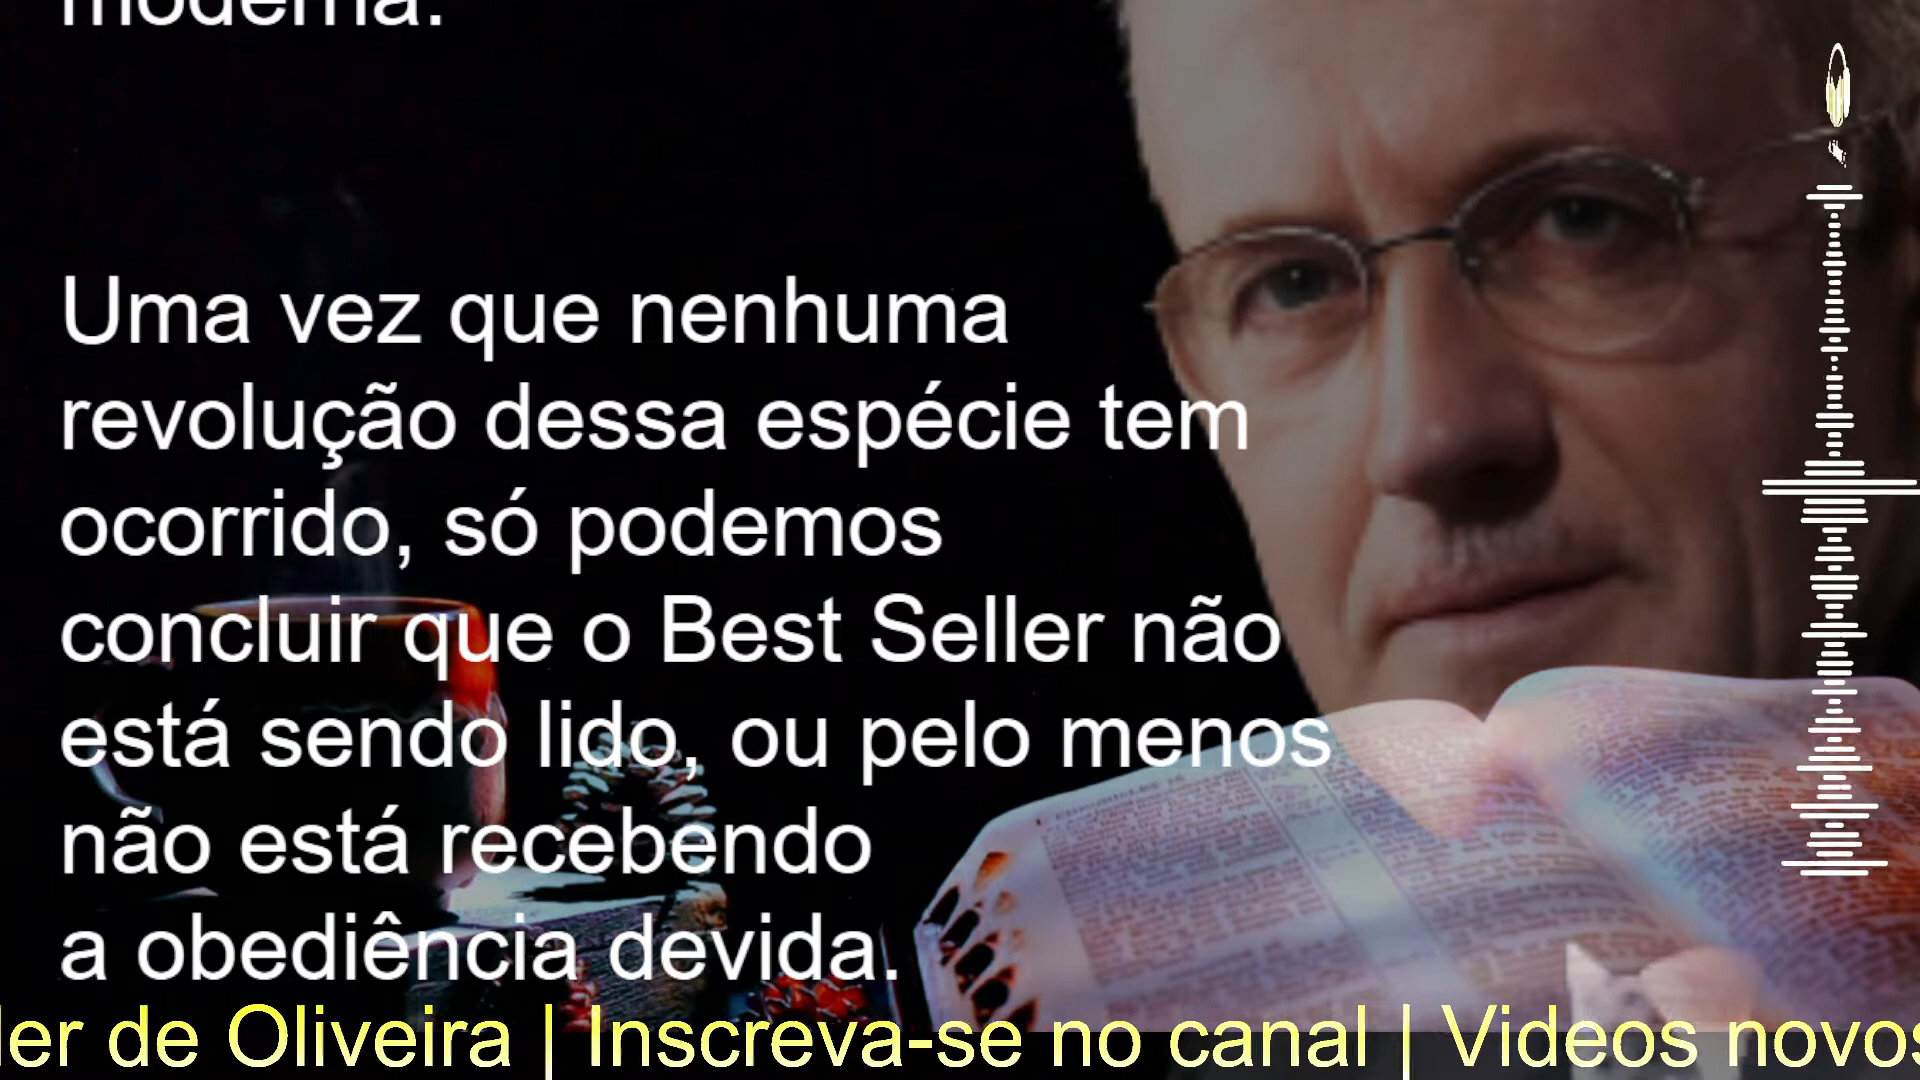 moderna.
Uma vez que nenhuma
revolução dessa espécie tem
ocorrido, só podemos
concluir que o Best Seller não
está sendo lido, ou pelo menos
não está recebendo
a obediência devida.
de Oliveira | Inscreva-se no canal | Videos novos